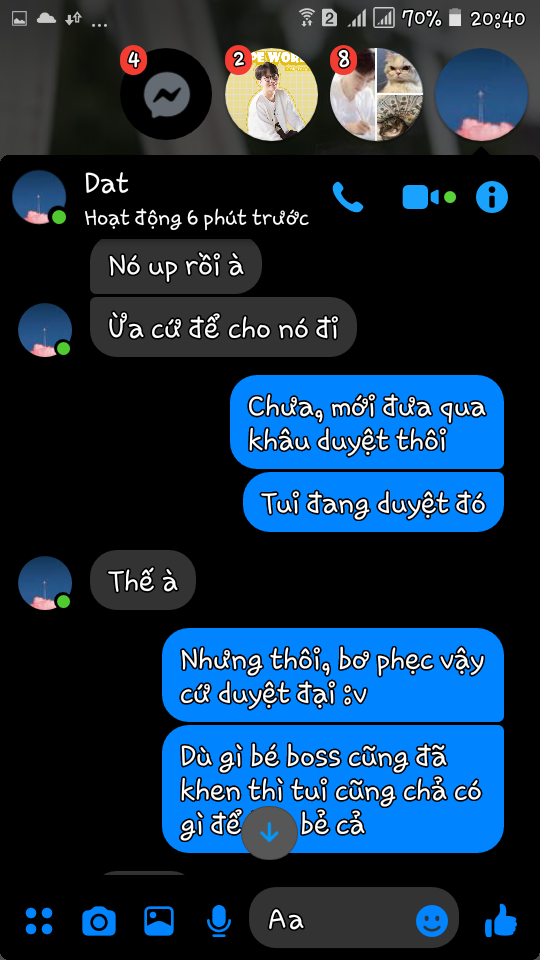 70% 20:40
4
2
8
PE WOR
Dat
Hoạt động 6 phút trước
Nó up rồi à
Ừa cứ để cho nó đi
Chưa, mới đưa qua
khâu duyệt thôi
Tui đang duyệt đó
Thế à
Nhưng thôi, bơ phẹc vậy
cứ duyệt đại :v
Dù gì bé boss cũng đã
khen thì tui cũng chả có
gì để bẻ cả
Aa